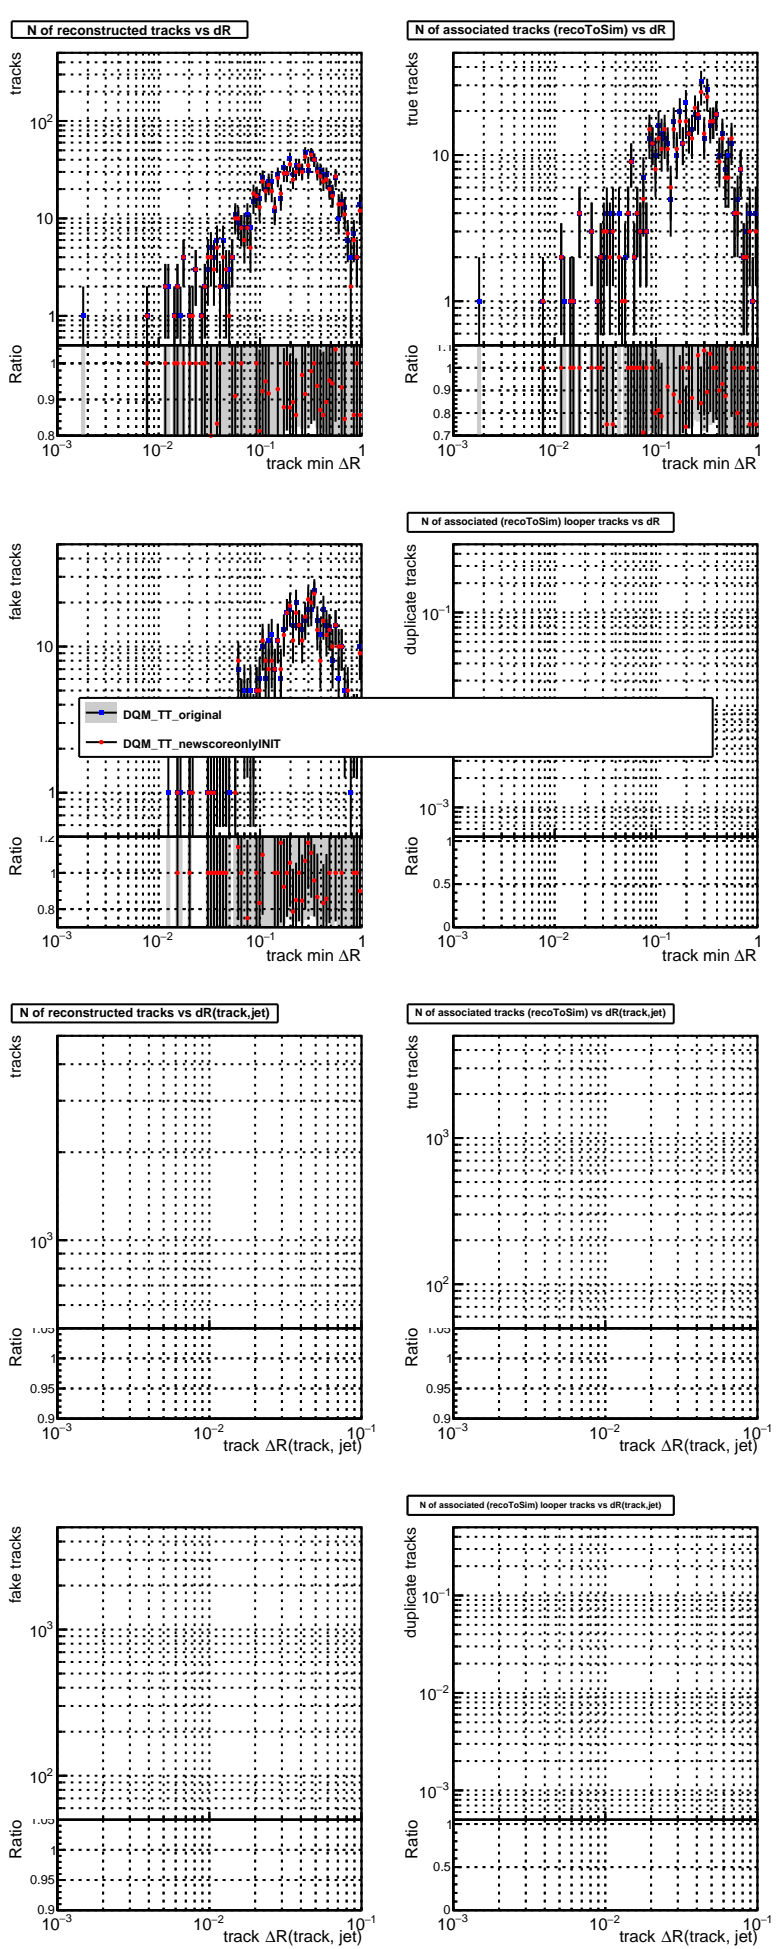 N of reconstructed tracks vs dR
tracks
10²
10
1
Ratio
1
0.9
0.8
10⁻³ 10⁻² 10⁻¹ 1
track min ΔR
N of associated tracks (recoToSim) vs dR
true tracks
10
1
Ratio
1.1
1
0.9
0.8
0.7
10⁻³ 10⁻² 10⁻¹ 1
track min ΔR
fake tracks
10
1
Ratio
1.2
1
0.8
10⁻³ 10⁻² 10⁻¹ 1
track min ΔR
N of associated (recoToSim) looper tracks vs dR
duplicate tracks
10⁻¹
10⁻³
Ratio
1
0.5
0
10⁻³ 10⁻² 10⁻¹ 1
track min ΔR
DQM_TT_original
DQM_TT_newscoreonlyINIT
N of reconstructed tracks vs dR(track,jet)
tracks
10³
Ratio
1.05
1
0.95
0.9
10⁻³ 10⁻² 10⁻¹
track ΔR(track, jet)
N of associated tracks (recoToSim) vs dR(track,jet)
true tracks
10³
10²
Ratio
1.05
1
0.95
0.9
10⁻³ 10⁻² 10⁻¹
track ΔR(track, jet)
fake tracks
10³
10²
Ratio
1.05
1
0.95
0.9
10⁻³ 10⁻² 10⁻¹
track ΔR(track, jet)
N of associated (recoToSim) looper tracks vs dR(track,jet)
duplicate tracks
10⁻¹
10⁻²
10⁻³
Ratio
1
0.5
0
10⁻³ 10⁻² 10⁻¹
track ΔR(track, jet)